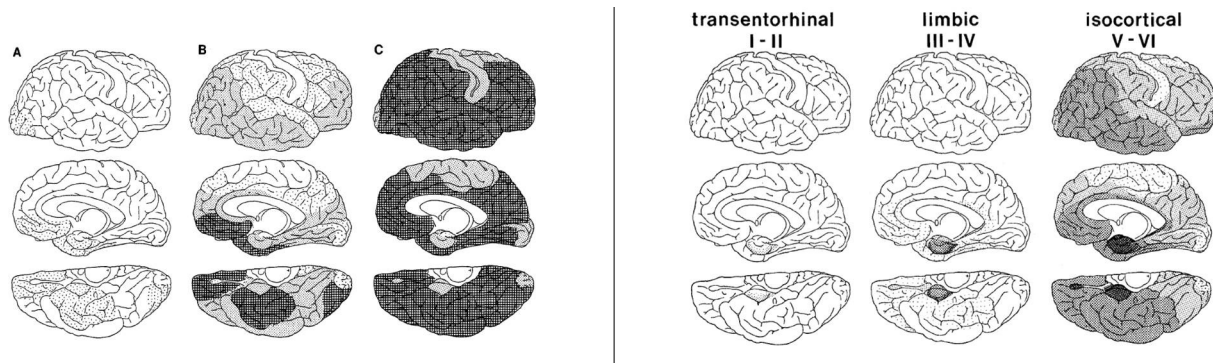 A B C
transentorhinal limbic isocortical
I - II III - IV V - VI